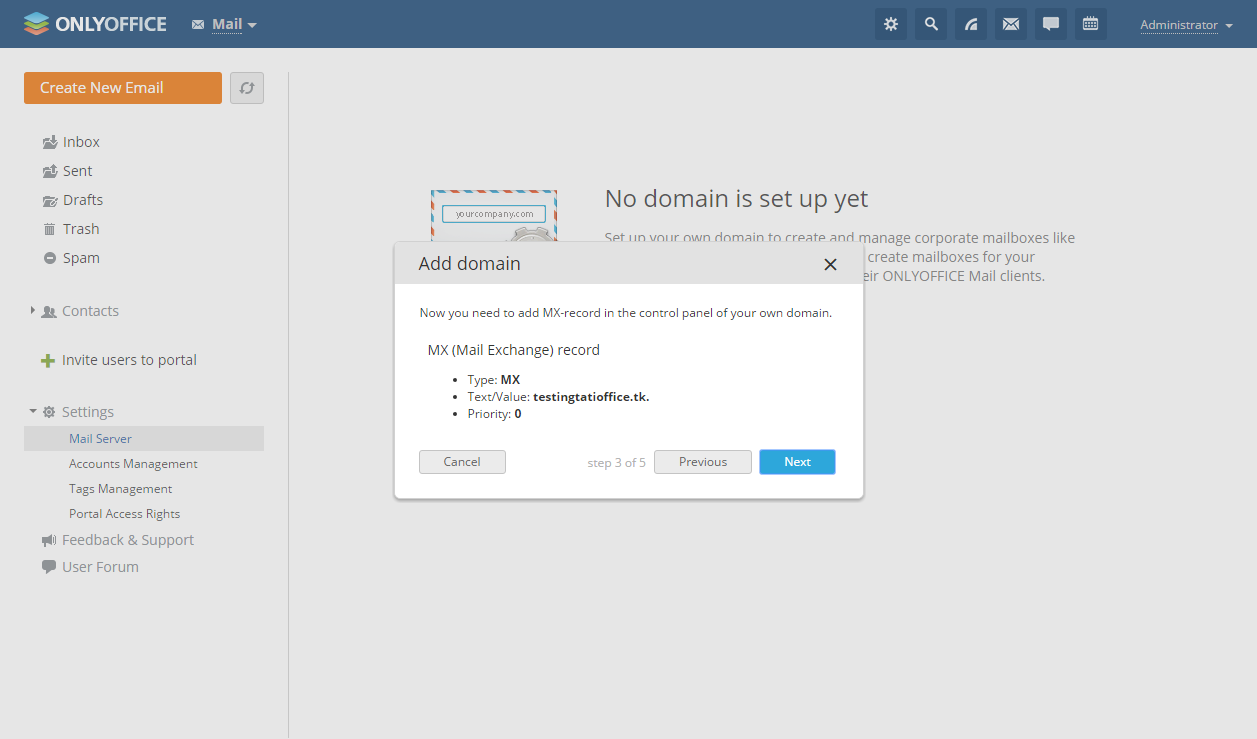 ONLYOFFICE
Mail
Administrator
Create New Email
Inbox
Sent
Drafts
Trash
Spam
Contacts
Invite users to portal
Settings
Mail Server
Accounts Management
Tags Management
Portal Access Rights
Feedback & Support
User Forum
yourcompany.com
No domain is set up yet
Set up your own domain to create and manage corporate mailboxes like
create mailboxes for your
eir ONLYOFFICE Mail clients.
Add domain
Now you need to add MX-record in the control panel of your own domain.
MX (Mail Exchange) record
• Type: MX
• Text/Value: testingtatioffice.tk.
• Priority: 0
Cancel
step 3 of 5
Previous
Next